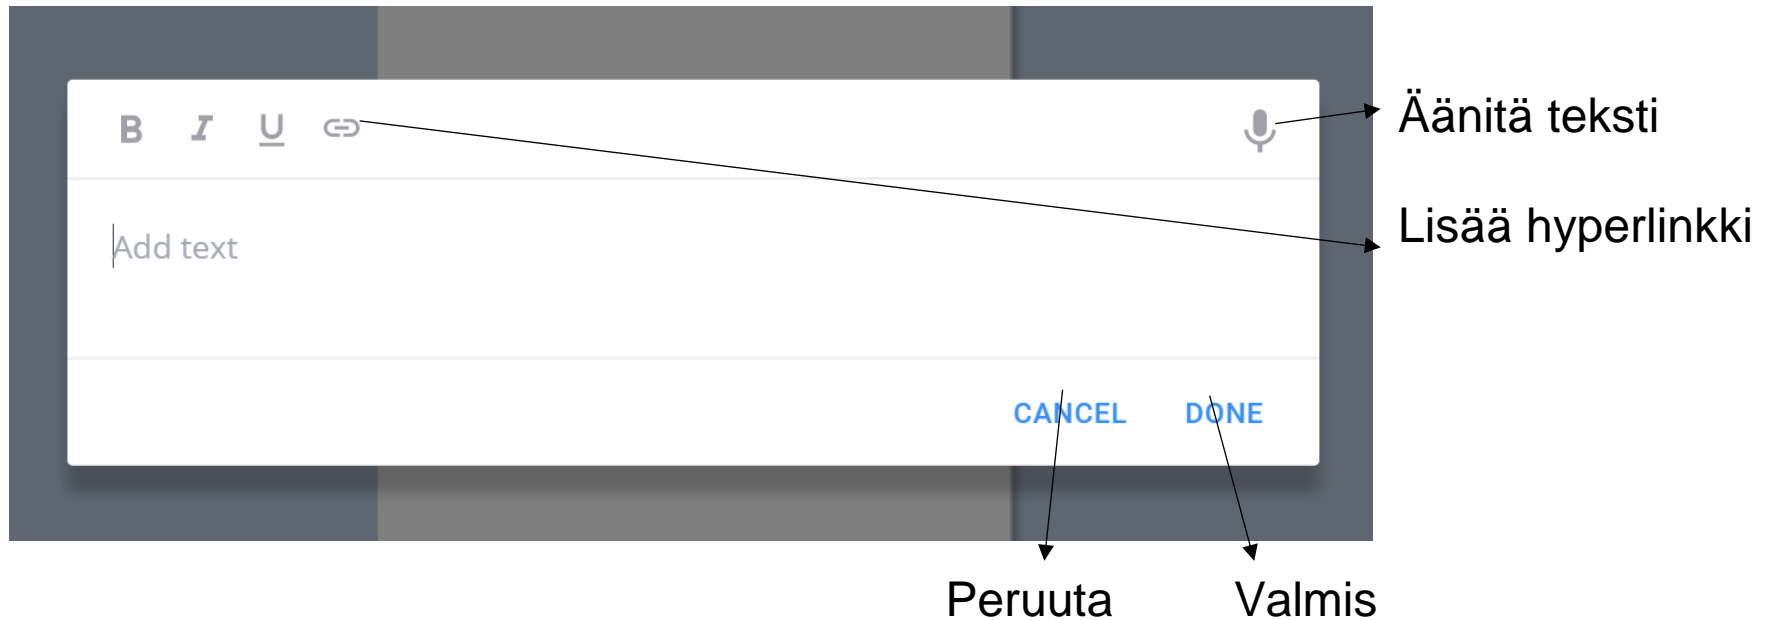 B I U
Äänitä teksti
Lisää hyperlinkki
Add text
CANCEL DONE
Peruuta Valmis